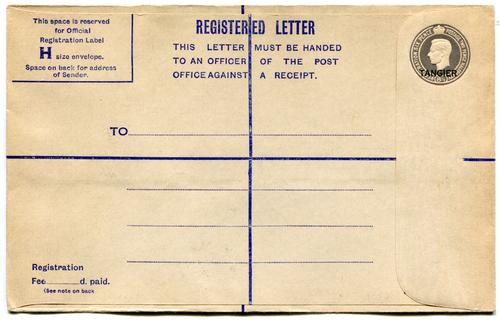 This space is reserved
for Official
Registration Label
H size envelope.
Space on back for address
of Sender.
REGISTERED LETTER
THIS LETTER MUST BE HANDED
TO AN OFFICER OF THE POST
OFFICE AGAINST A RECEIPT.
TANGIER
TO
Registration
Fee d. paid.
(See note on back